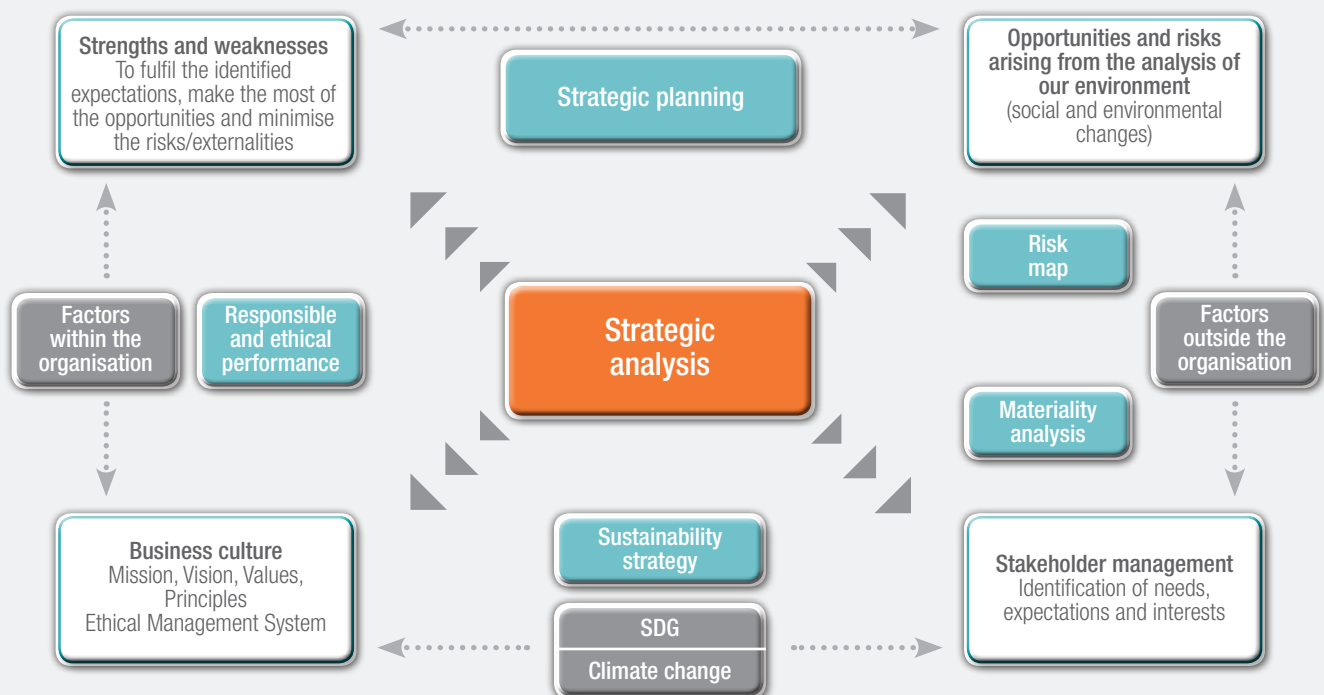 Strengths and weaknesses
To fulfil the identified
expectations, make the most of
the opportunities and minimise
the risks/externalities
Strategic planning
Opportunities and risks
arising from the analysis of
our environment
(social and environmental
changes)
Factors
within the
organisation
Responsible
and ethical
performance
Strategic
analysis
Risk
map
Factors
outside the
organisation
Materiality
analysis
Business culture
Mission, Vision, Values,
Principles
Ethical Management System
Sustainability
strategy
SDG
Climate change
Stakeholder management
Identification of needs,
expectations and interests